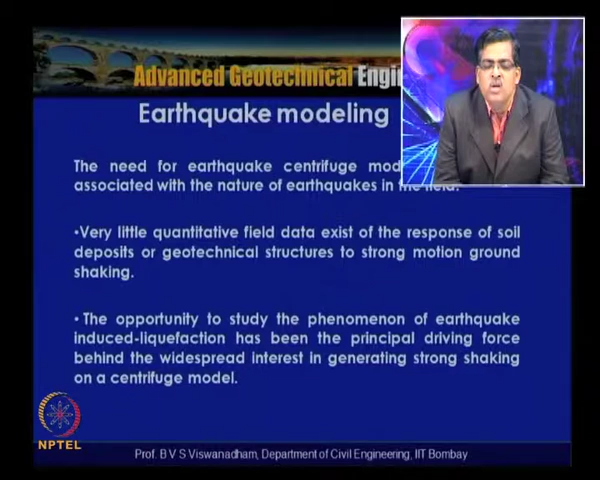 Advanced Geotechnical
Earthquake modeling
The need for earthquake centrifuge
associated with the nature of earthquakes in the field.
•Very little quantitative field data exist of the response of soil
deposits or geotechnical structures to strong motion ground
shaking.
• The opportunity to study the phenomenon of earthquake
induced-liquefaction has been the principal driving force
behind the widespread interest in generating strong shaking
on a centrifuge model.
NPTEL
Prof. B V S Viswanadham, Department of Civil Engineering, IIT Bombay